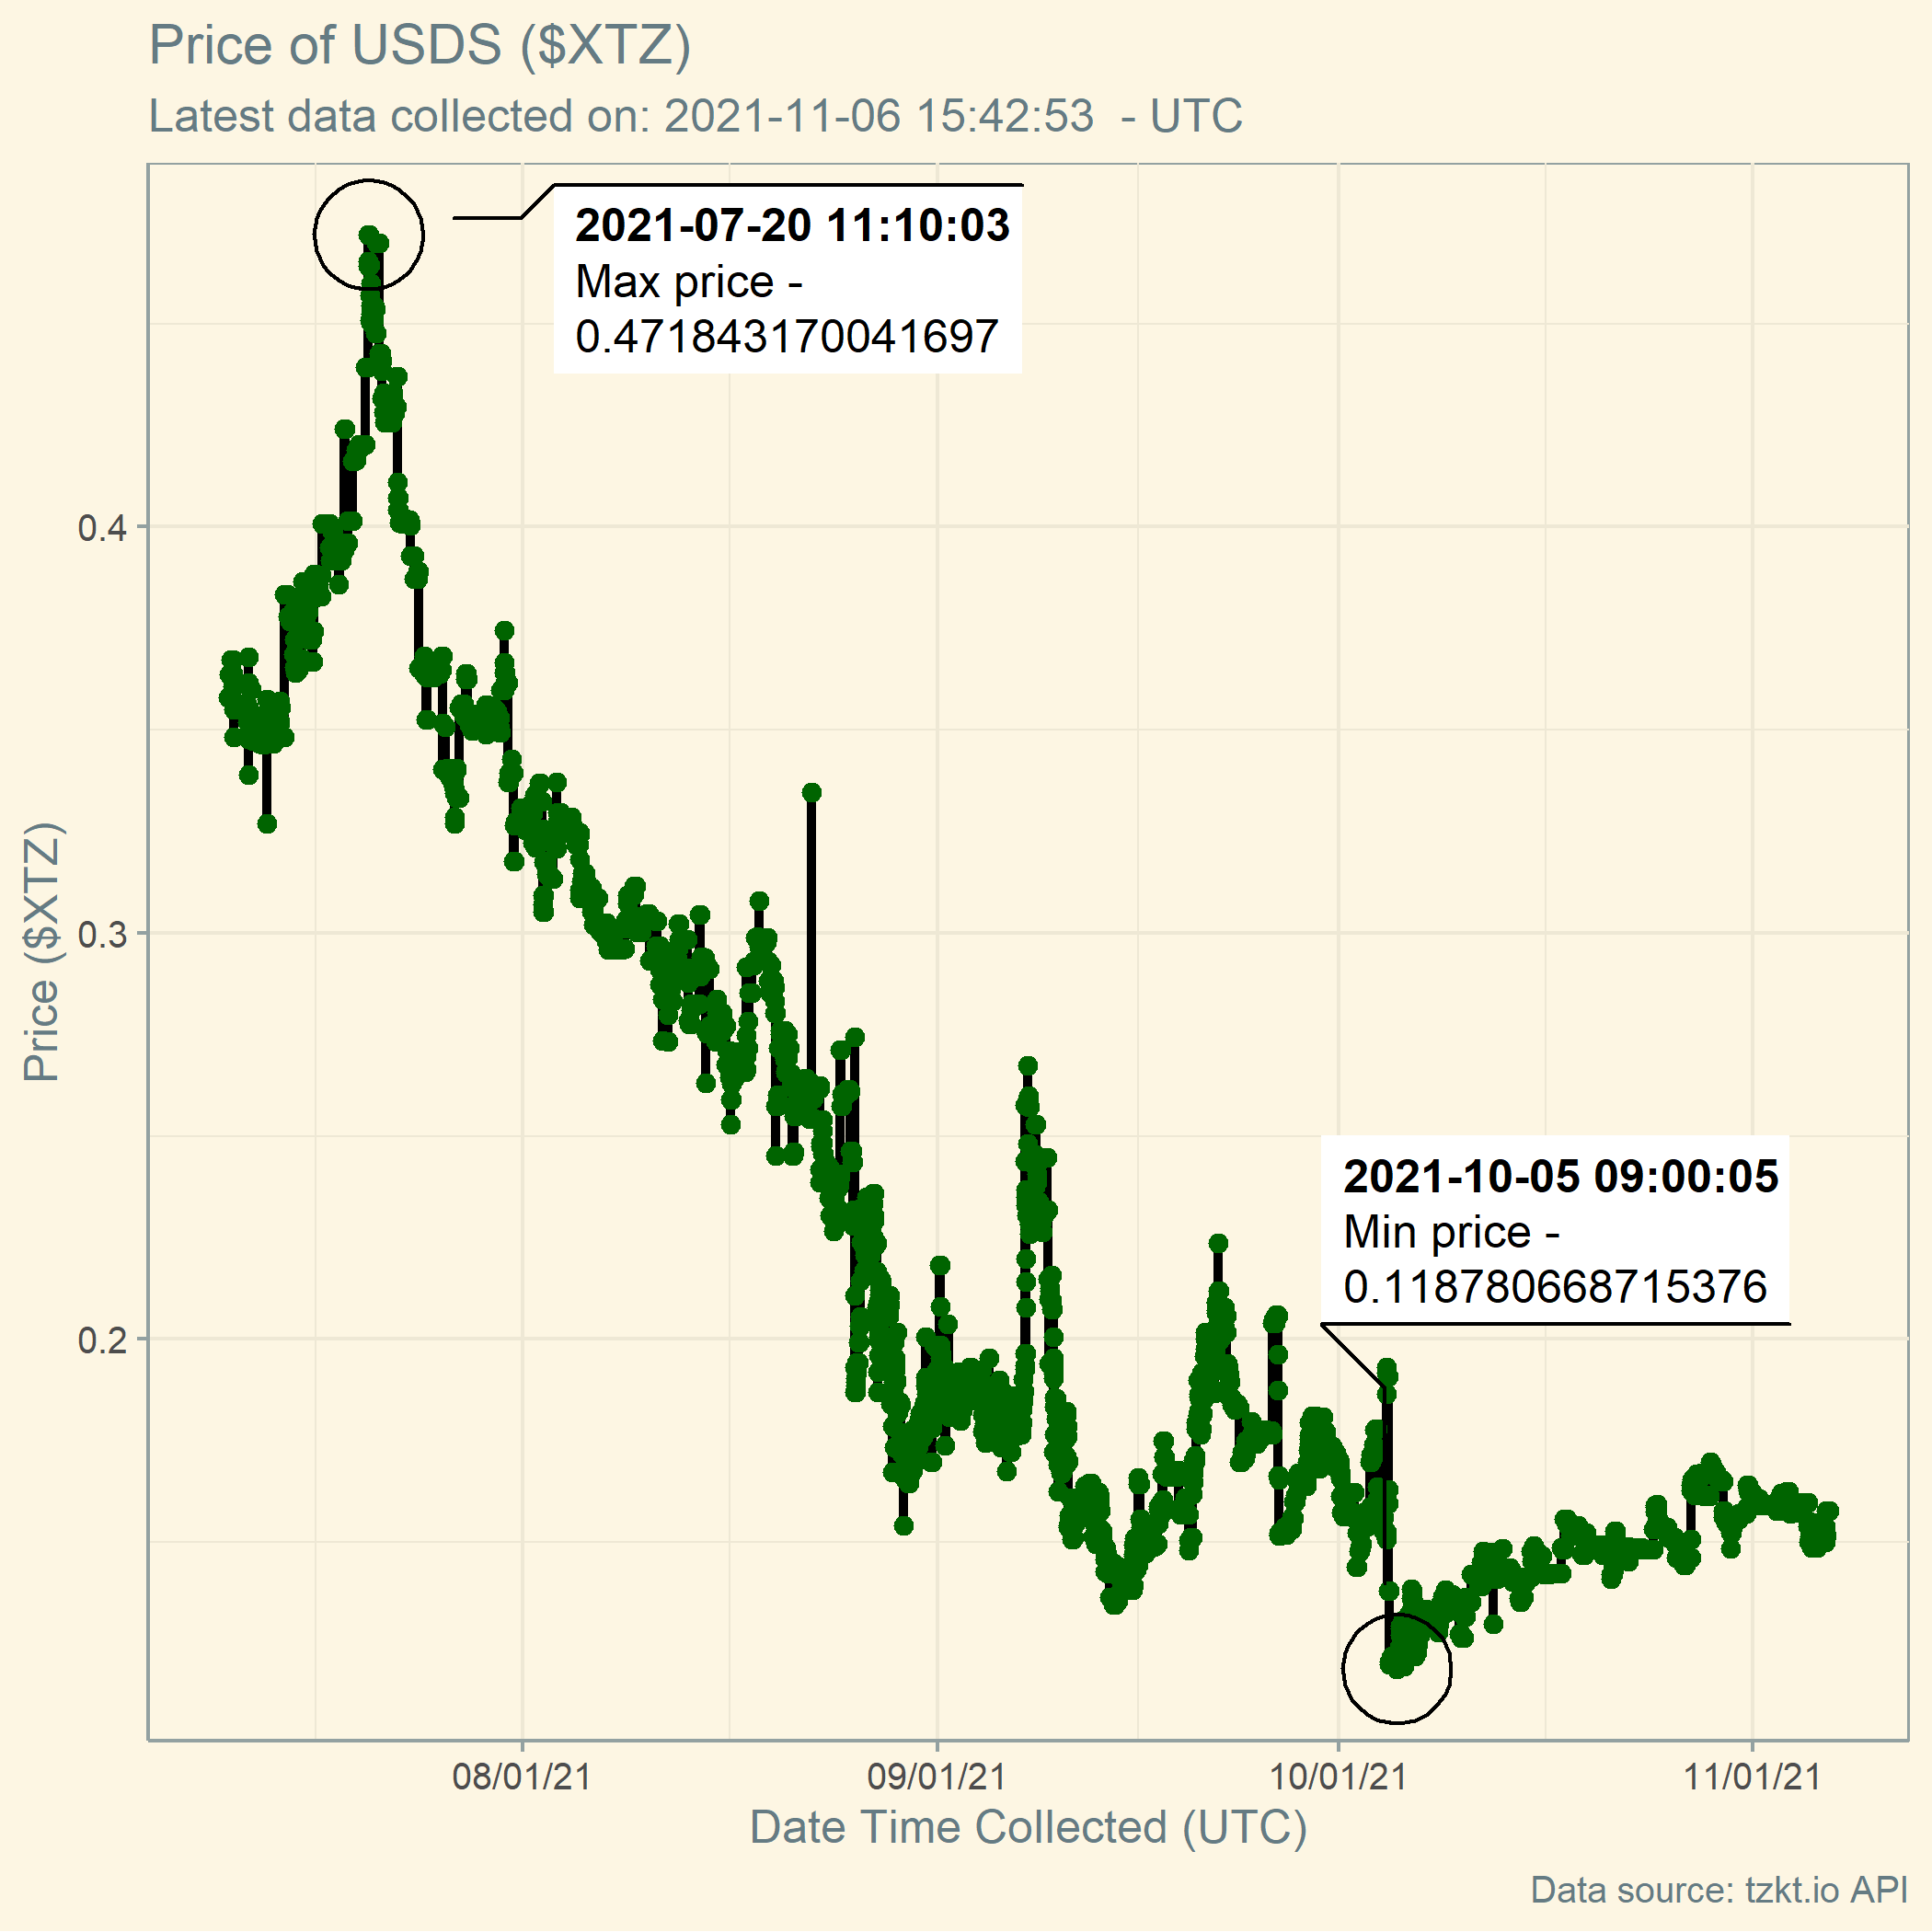 Price of USDS ($XTZ)
Latest data collected on: 2021-11-06 15:42:53  - UTC
2021-07-20 11:10:03
Max price -
0.471843170041697
0.4
0.3
0.2
Price ($XTZ)
2021-10-05 09:00:05
Min price -
0.118780668715376
08/01/21
09/01/21
10/01/21
11/01/21
Date Time Collected (UTC)
Data source: tzkt.io API